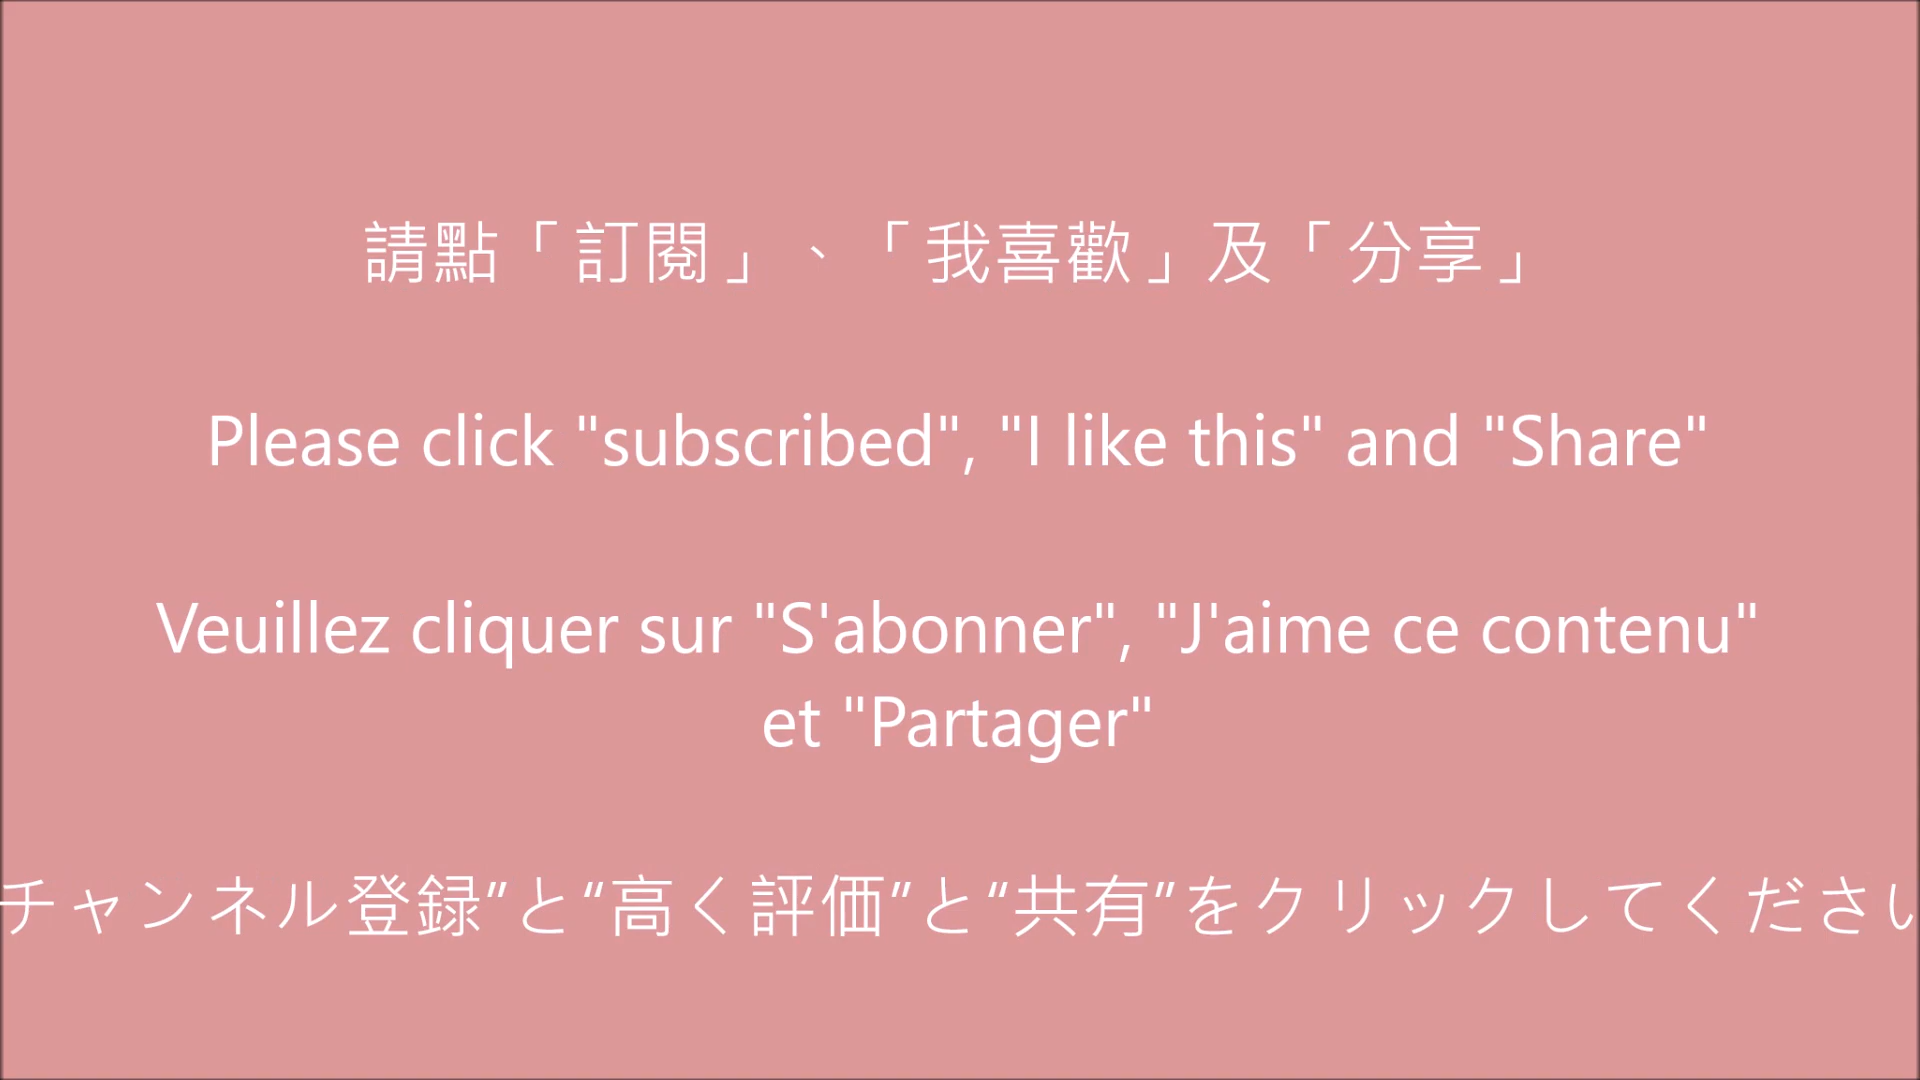 請點「訂閱」、「我喜歡」及「分享」
Please click "subscribed", "I like this" and "Share"
Veuillez cliquer sur "S'abonner", "J'aime ce contenu"
et "Partager"
チャンネル登録”と“高く評価”と“共有”をクリックしてください